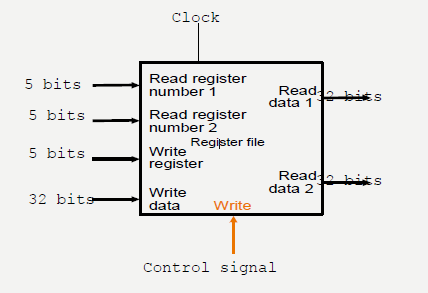 Clock
5 bits
Read register
number 1
Read
data 1
32 bits
5 bits
Read register
number 2
Register file
5 bits
Write
register
Read
data 2
32 bits
32 bits
Write
data
Write
Control signal